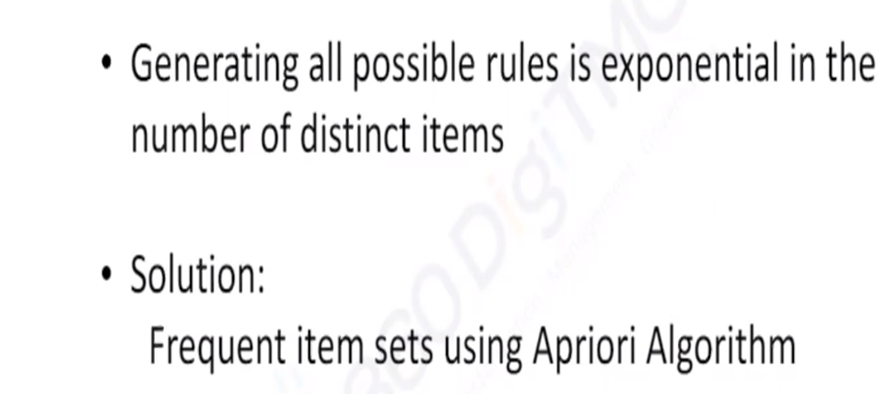 • Generating all possible rules is exponential in the
number of distinct items
• Solution:
Frequent item sets using Apriori Algorithm
360DigiTMG